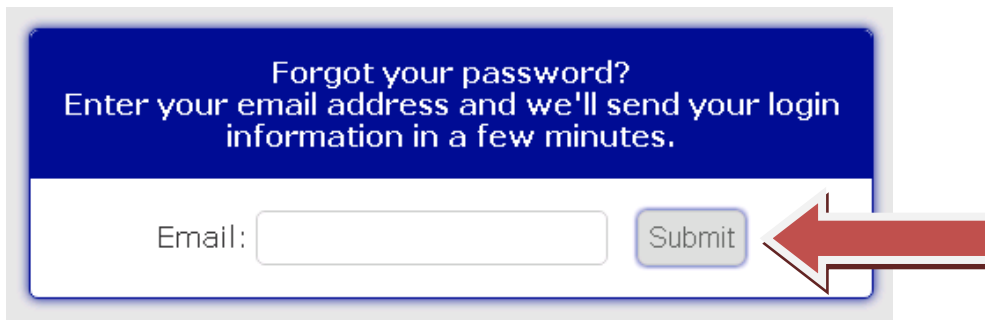 Forgot your password?
Enter your email address and we'll send your login
information in a few minutes.
Email: Submit